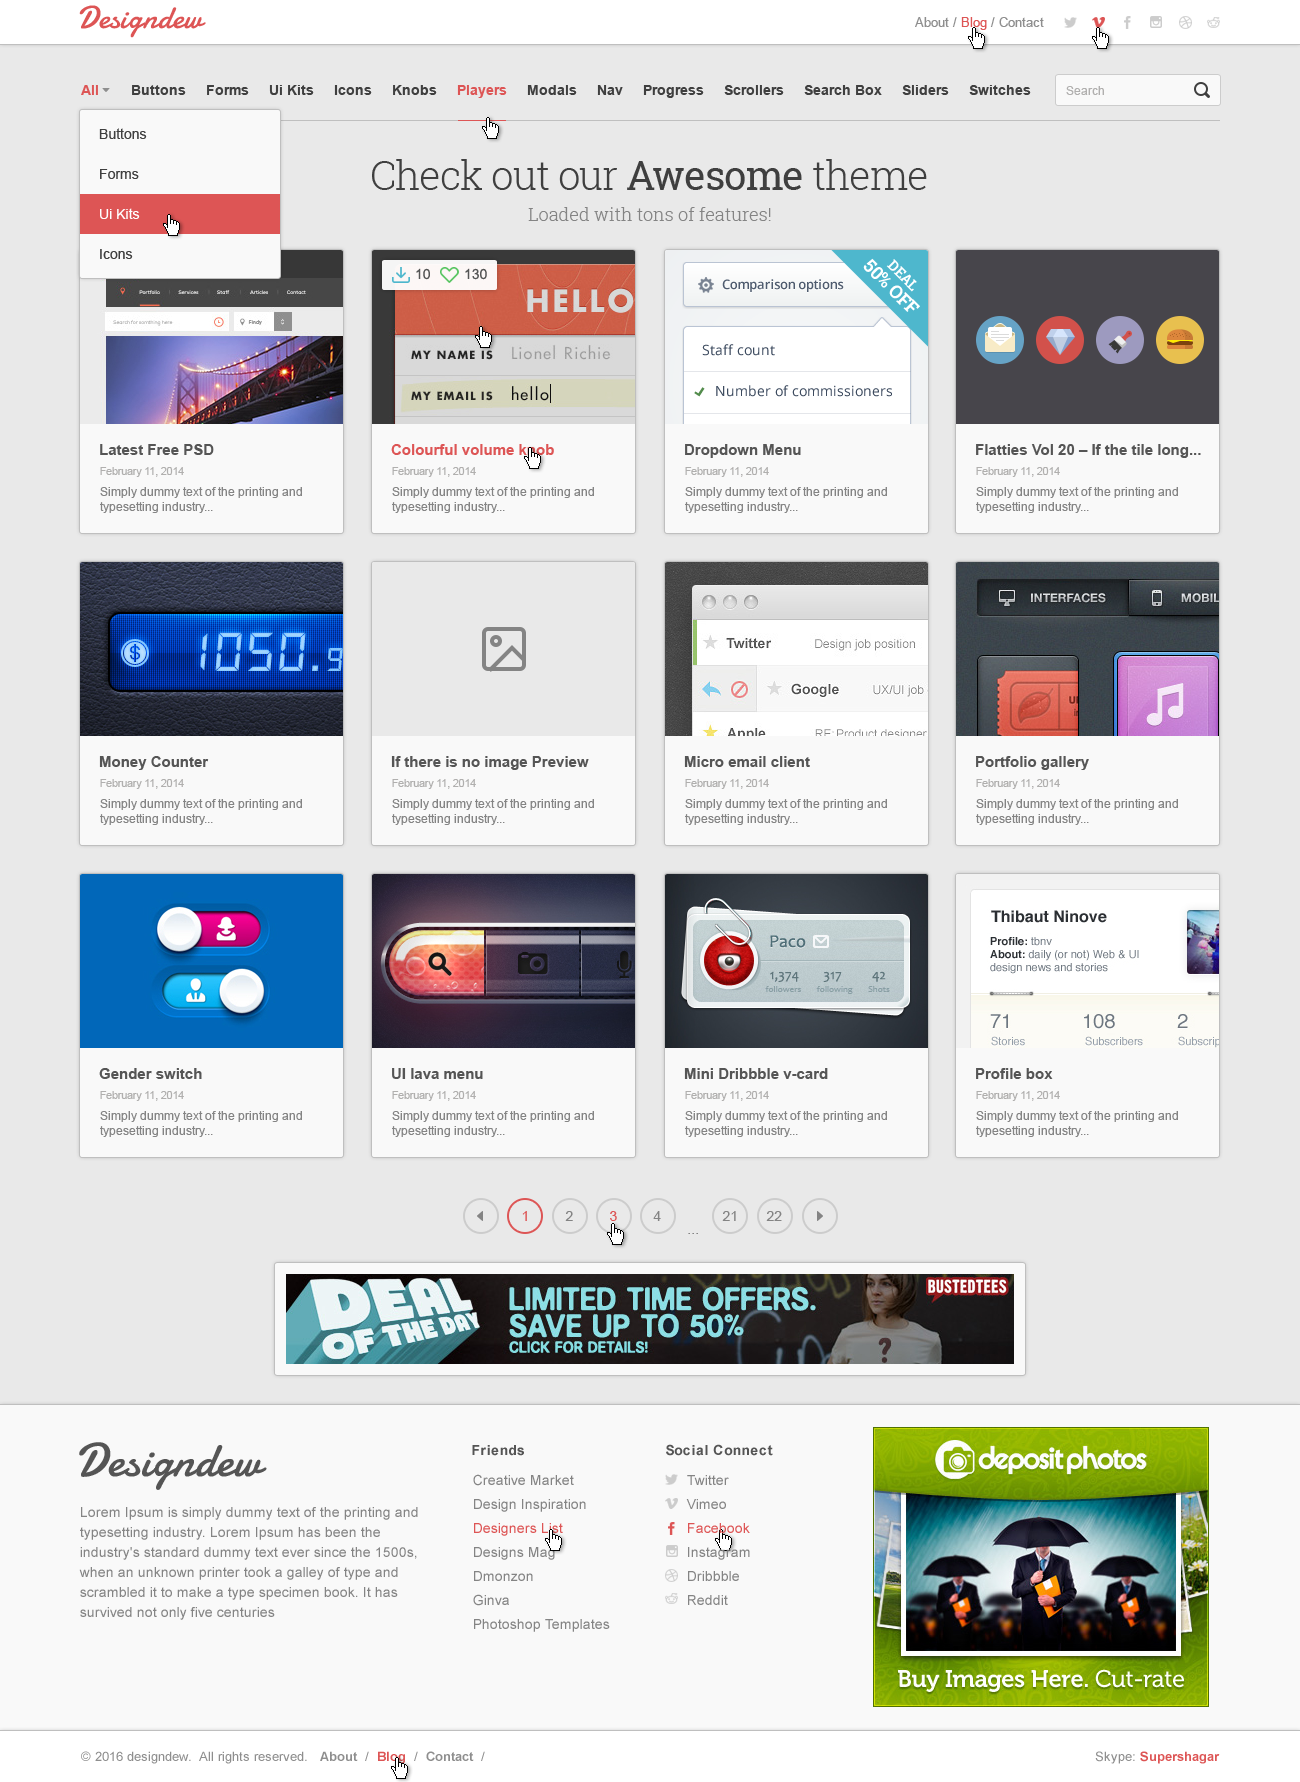 Designdew
About / Blog / Contact
All Buttons Forms Ui Kits Icons Knobs Players Modals Nav Progress Scrollers Search Box Sliders Switches
Search
Buttons
Forms
Ui Kits
Icons
Check out our Awesome theme
Loaded with tons of features!
Portfolio Services Staff Articles Contact
Search for somthing here
Findy
10 130
HELLO
MY NAME IS Lionel Richie
MY EMAIL IS hello
Comparison options
DEAL
50% OFF
Staff count
Number of commissioners
Latest Free PSD
February 11, 2014
Simply dummy text of the printing and
typesetting industry...
Colourful volume knob
February 11, 2014
Simply dummy text of the printing and
typesetting industry...
Dropdown Menu
February 11, 2014
Simply dummy text of the printing and
typesetting industry...
Flatties Vol 20 – If the tile long...
February 11, 2014
Simply dummy text of the printing and
typesetting industry...
$ 1050.9
Twitter Design job position
Google UX/UI job
Apple RE: Product designer
INTERFACES MOBIL
Money Counter
February 11, 2014
Simply dummy text of the printing and
typesetting industry...
If there is no image Preview
February 11, 2014
Simply dummy text of the printing and
typesetting industry...
Micro email client
February 11, 2014
Simply dummy text of the printing and
typesetting industry...
Portfolio gallery
February 11, 2014
Simply dummy text of the printing and
typesetting industry...
Paco
1,374 317 42
followers following Shots
Thibaut Ninove
Profile: tbnv
About: daily (or not) Web & UI
design news and stories
71 108 2
Stories Subscribers Subscrip
Gender switch
February 11, 2014
Simply dummy text of the printing and
typesetting industry...
UI lava menu
February 11, 2014
Simply dummy text of the printing and
typesetting industry...
Mini Dribbble v-card
February 11, 2014
Simply dummy text of the printing and
typesetting industry...
Profile box
February 11, 2014
Simply dummy text of the printing and
typesetting industry...
1 2 3 4 ... 21 22
DEAL
OF THE DAY
LIMITED TIME OFFERS.
SAVE UP TO 50%
CLICK FOR DETAILS!
BUSTEDTEES
?
Designdew
Lorem Ipsum is simply dummy text of the printing and
typesetting industry. Lorem Ipsum has been the
industry's standard dummy text ever since the 1500s,
when an unknown printer took a galley of type and
scrambled it to make a type specimen book. It has
survived not only five centuries
Friends
Creative Market
Design Inspiration
Designers List
Designs Mag
Dmonzon
Ginva
Photoshop Templates
Social Connect
Twitter
Vimeo
Facebook
Instagram
Dribbble
Reddit
depositphotos
Buy Images Here. Cut-rate
© 2016 designdew. All rights reserved. About / Blog / Contact /
Skype: Supershagar